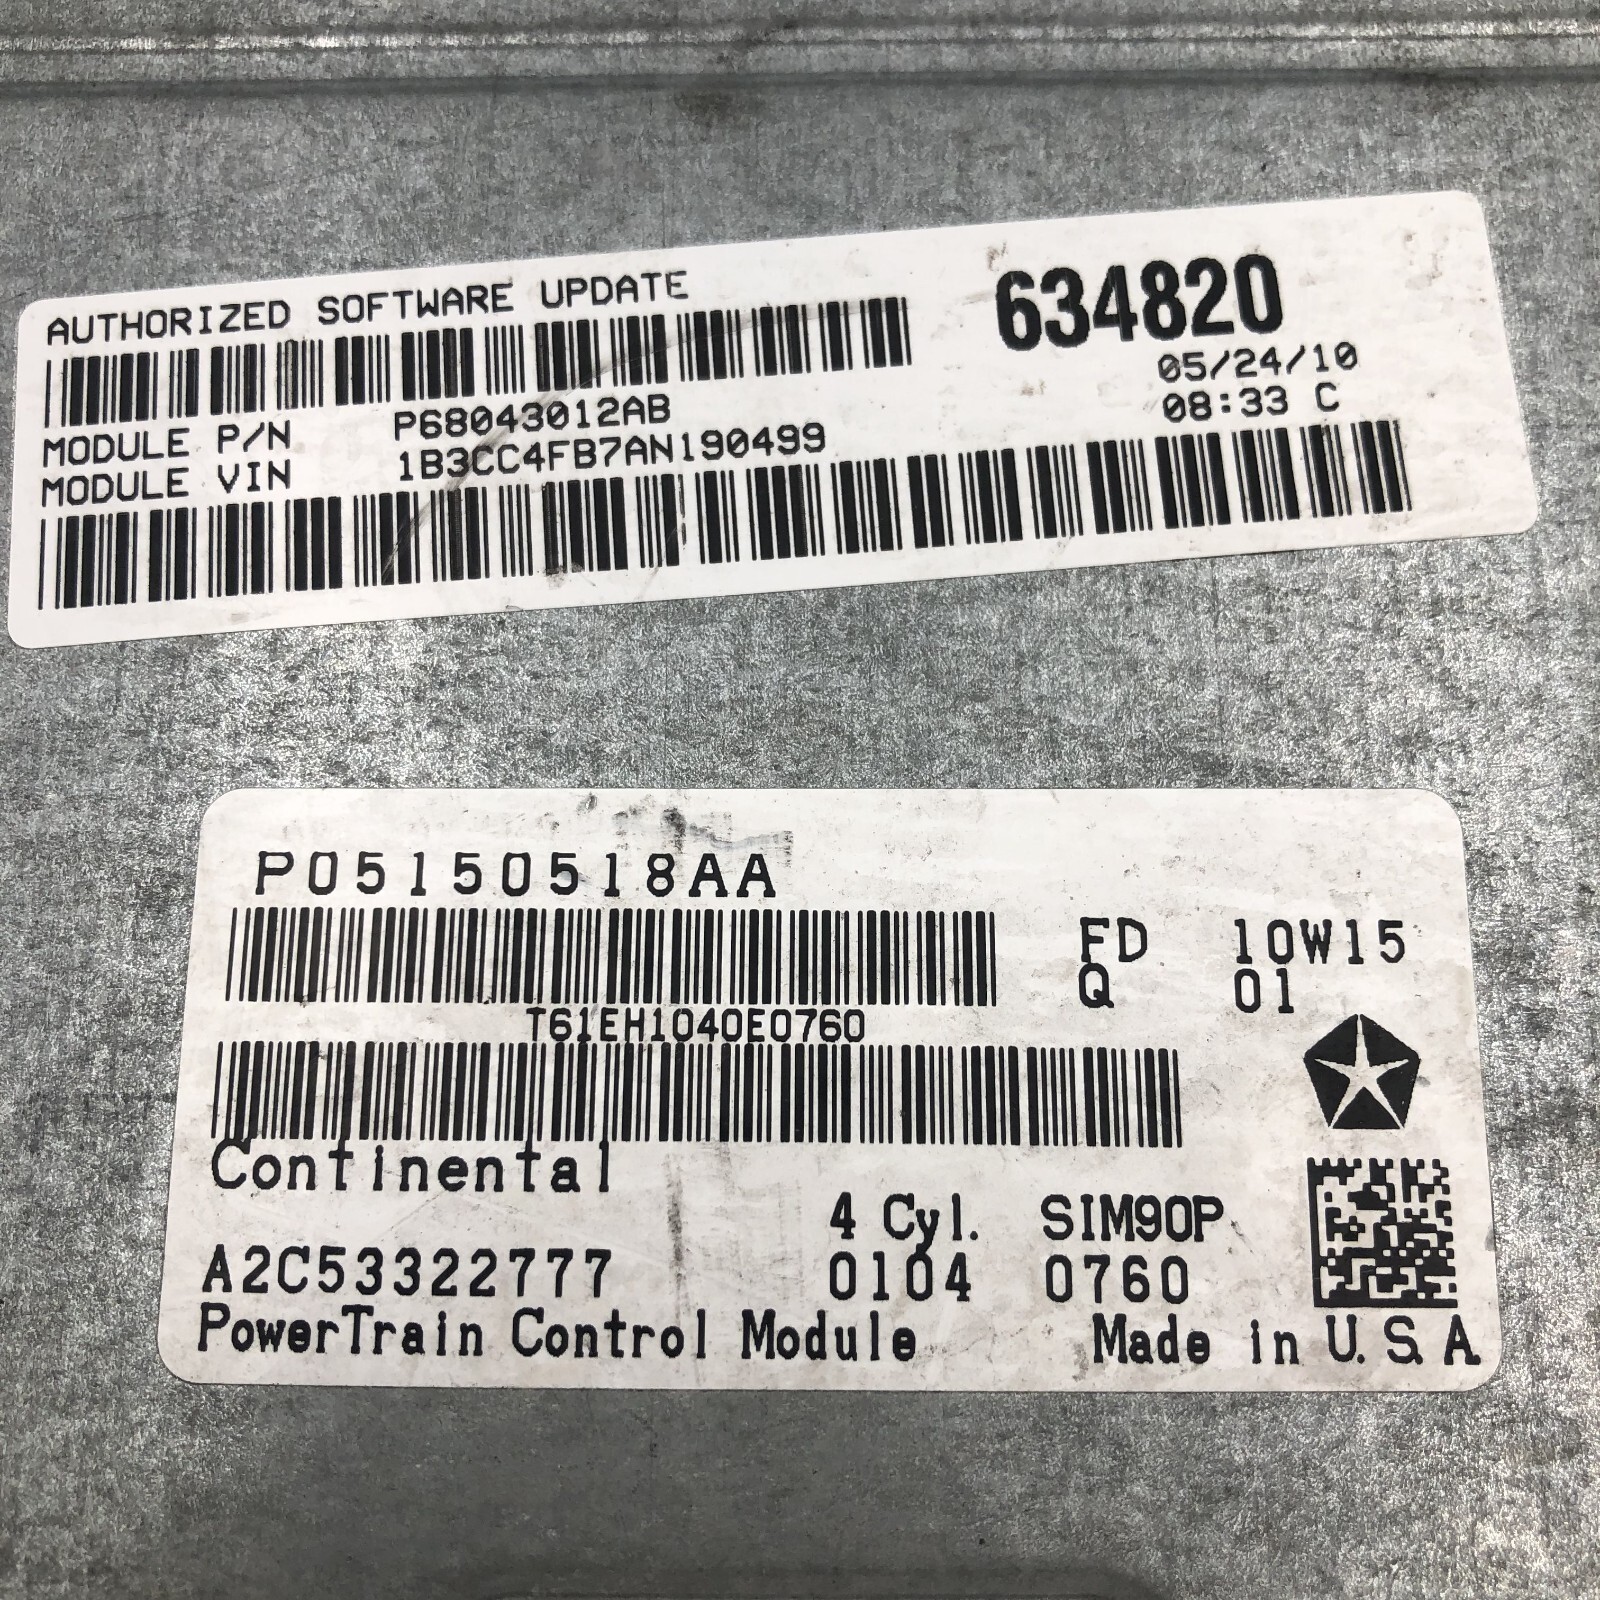 AUTHORIZED SOFTWARE UPDATE
634820
05/24/10
08:33 C
MODULE P/N P68043012AB
MODULE VIN 1B3CC4FB7AN190499
P05150518AA
FD 10W15
Q 01
T61EH1040E0760
Continental
4 Cyl. SIM90P
A2C53322777 0104 0760
PowerTrain Control Module Made in U.S.A.